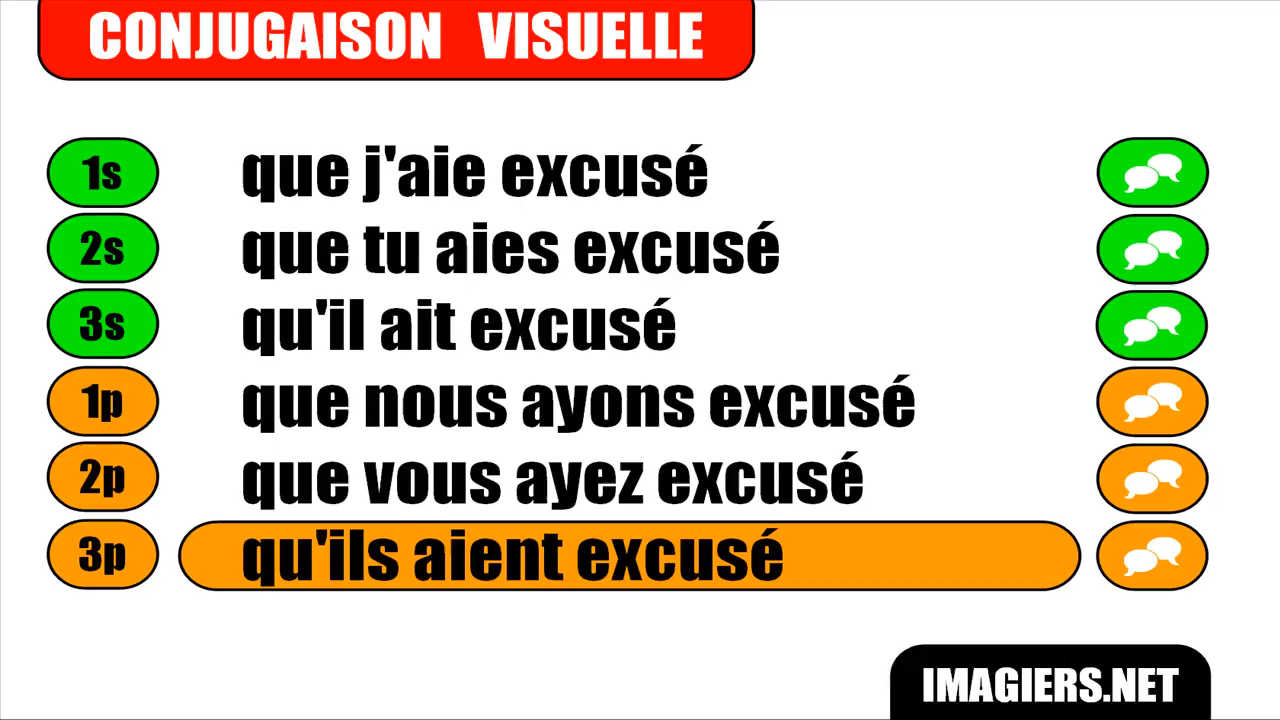 CONJUGAISON VISUELLE
1s que j'aie excusé
2s que tu aies excusé
3s qu'il ait excusé
1p que nous ayons excusé
2p que vous ayez excusé
3p qu'ils aient excusé
IMAGIERS.NET